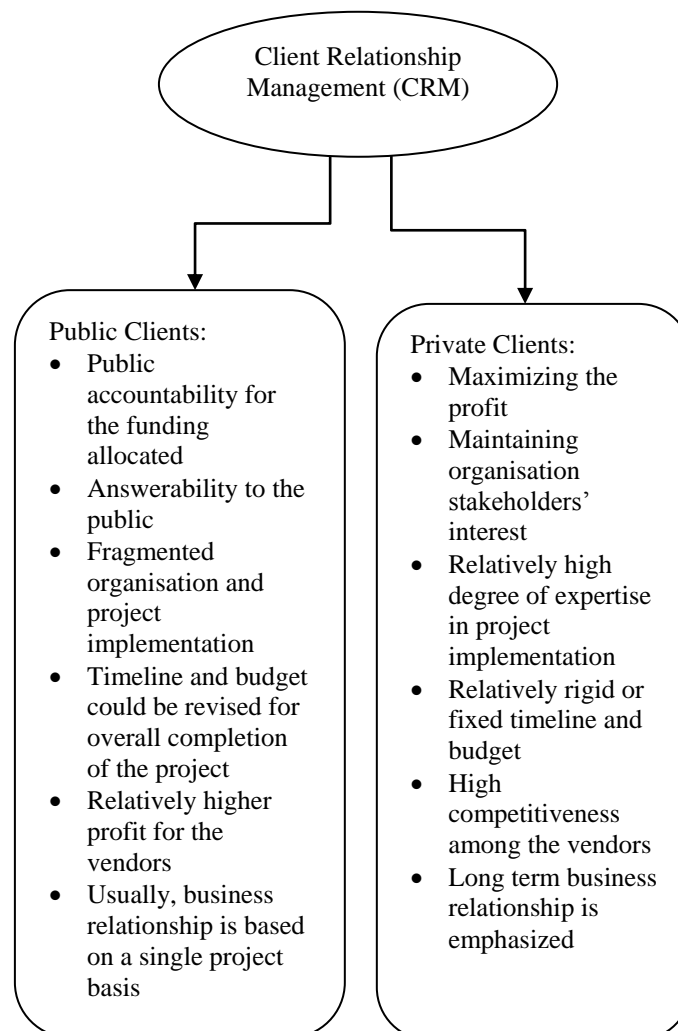 Client Relationship
Management (CRM)
Public Clients:
• Public
accountability for
the funding
allocated
• Answerability to the
public
• Fragmented
organisation and
project
implementation
• Timeline and budget
could be revised for
overall completion
of the project
• Relatively higher
profit for the
vendors
• Usually, business
relationship is based
on a single project
basis
Private Clients:
• Maximizing the
profit
• Maintaining
organisation
stakeholders’
interest
• Relatively high
degree of expertise
in project
implementation
• Relatively rigid or
fixed timeline and
budget
• High
competitiveness
among the vendors
• Long term business
relationship is
emphasized